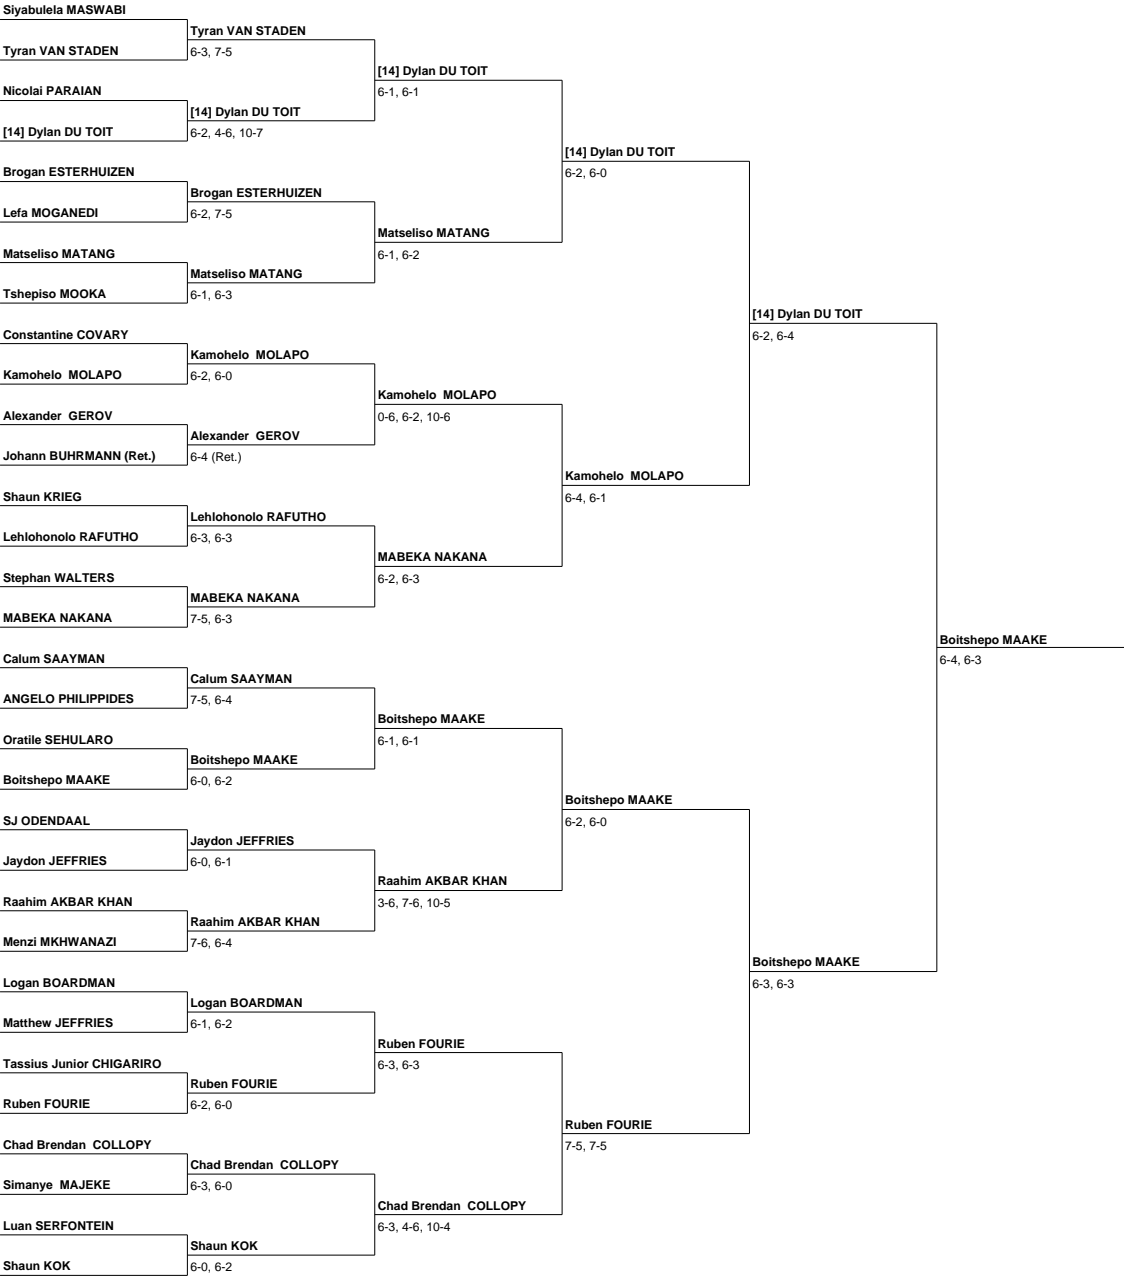 Siyabulela MASWABI
Tyran VAN STADEN
Tyran VAN STADEN
6-3, 7-5
[14] Dylan DU TOIT
6-1, 6-1
Nicolai PARAIAN
[14] Dylan DU TOIT
[14] Dylan DU TOIT
6-2, 4-6, 10-7
[14] Dylan DU TOIT
6-2, 6-0
Brogan ESTERHUIZEN
Brogan ESTERHUIZEN
Lefa MOGANEDI
6-2, 7-5
Matseliso MATANG
6-1, 6-2
Matseliso MATANG
Matseliso MATANG
Tshepiso MOOKA
6-1, 6-3
[14] Dylan DU TOIT
6-2, 6-4
Constantine COVARY
Kamohelo  MOLAPO
Kamohelo  MOLAPO
6-2, 6-0
Kamohelo  MOLAPO
0-6, 6-2, 10-6
Alexander  GEROV
Alexander  GEROV
Johann BUHRMANN (Ret.)
6-4 (Ret.)
Kamohelo  MOLAPO
6-4, 6-1
Shaun KRIEG
Lehlohonolo RAFUTHO
Lehlohonolo RAFUTHO
6-3, 6-3
MABEKA NAKANA
6-2, 6-3
Stephan WALTERS
MABEKA NAKANA
MABEKA NAKANA
7-5, 6-3
Boitshepo MAAKE
6-4, 6-3
Calum SAAYMAN
Calum SAAYMAN
ANGELO PHILIPPIDES
7-5, 6-4
Boitshepo MAAKE
6-1, 6-1
Oratile SEHULARO
Boitshepo MAAKE
Boitshepo MAAKE
6-0, 6-2
Boitshepo MAAKE
6-2, 6-0
SJ ODENDAAL
Jaydon JEFFRIES
Jaydon JEFFRIES
6-0, 6-1
Raahim AKBAR KHAN
3-6, 7-6, 10-5
Raahim AKBAR KHAN
Raahim AKBAR KHAN
Menzi MKHWANAZI
7-6, 6-4
Boitshepo MAAKE
6-3, 6-3
Logan BOARDMAN
Logan BOARDMAN
Matthew JEFFRIES
6-1, 6-2
Ruben FOURIE
6-3, 6-3
Tassius Junior CHIGARIRO
Ruben FOURIE
Ruben FOURIE
6-2, 6-0
Ruben FOURIE
7-5, 7-5
Chad Brendan  COLLOPY
Chad Brendan  COLLOPY
Simanye  MAJEKE
6-3, 6-0
Chad Brendan  COLLOPY
6-3, 4-6, 10-4
Luan SERFONTEIN
Shaun KOK
Shaun KOK
6-0, 6-2